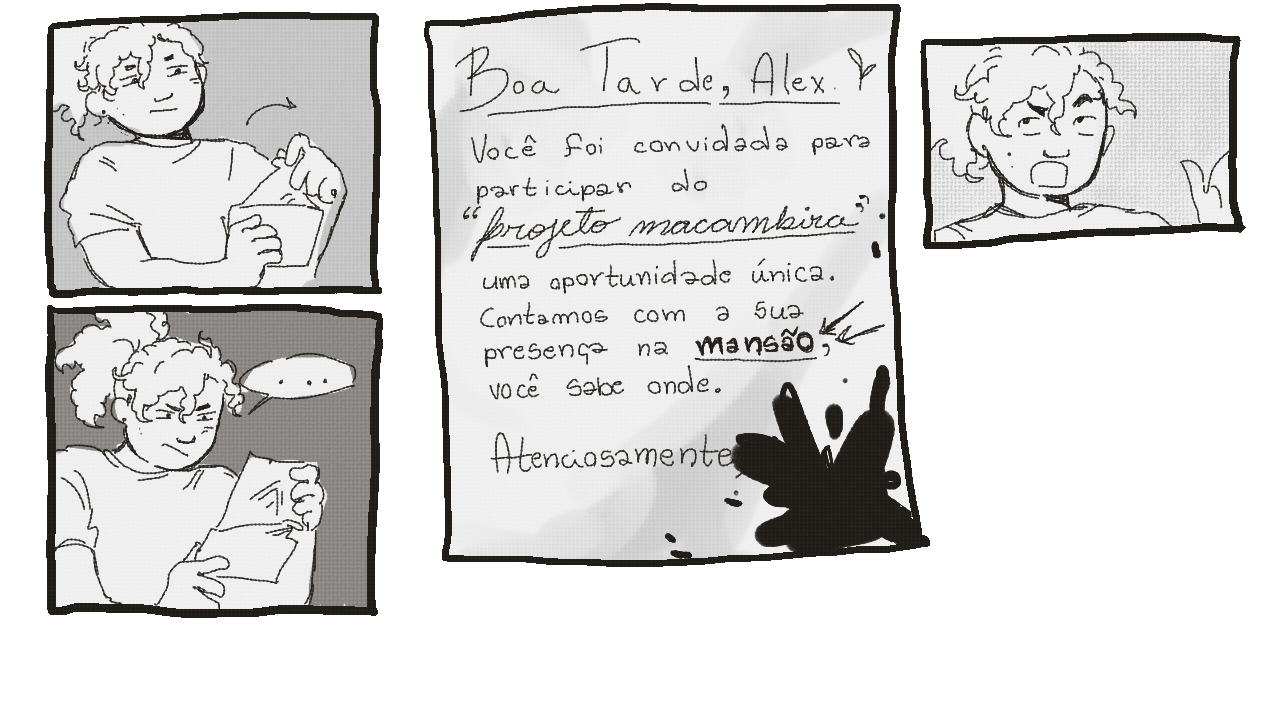 ...
Boa Tarde, Alex.
Você foi convidada para
participar do
"projeto macambira",
uma oportunidade única.
Contamos com a sua
presença na mansão,
você sabe onde.
Atenciosamente